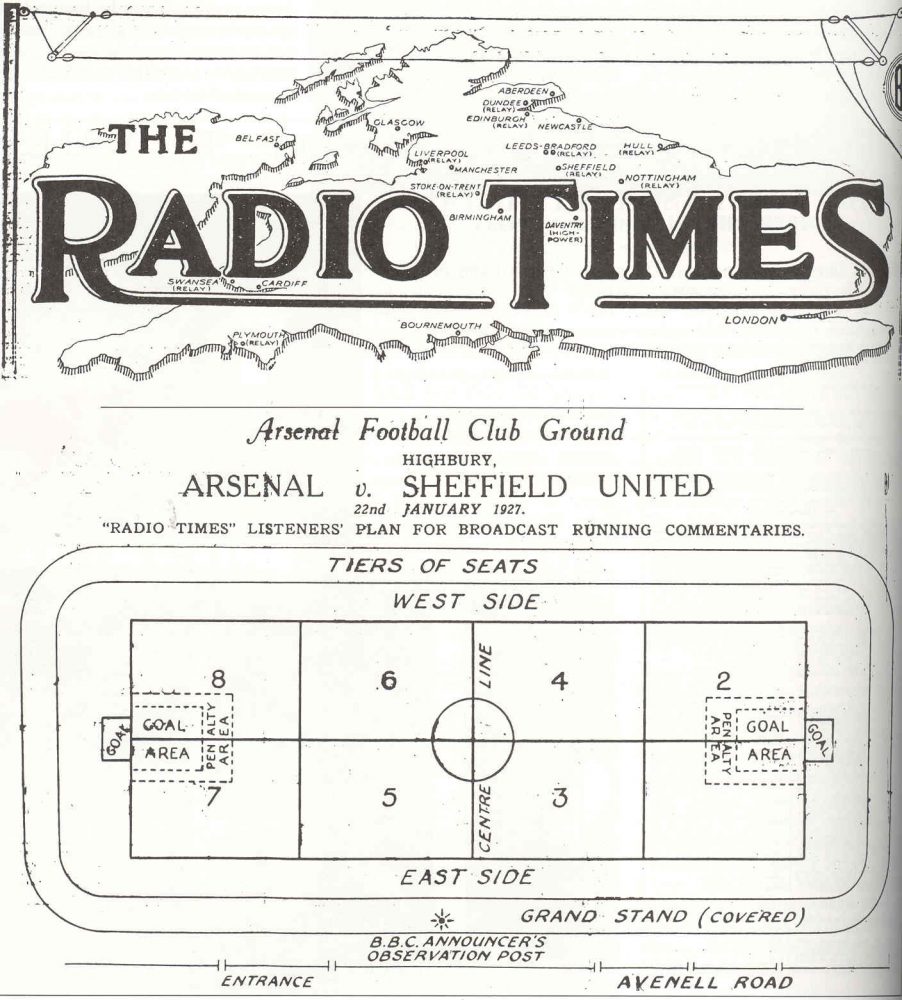 THE
RADIO TIMES
ABERDEEN
DUNDEE
(RELAY)
EDINBURGH
(RELAY)
NEWCASTLE
GLASGOW
BELFAST
LIVERPOOL
(RELAY)
MANCHESTER
LEEDS-BRADFORD
(RELAY)
HULL
(RELAY)
SHEFFIELD
(RELAY)
NOTTINGHAM
(RELAY)
STOKE-ON-TRENT
(RELAY)
BIRMINGHAM
DAVENTRY
(HIGH-
POWER)
SWANSEA
(RELAY)
CARDIFF
PLYMOUTH
(RELAY)
BOURNEMOUTH
LONDON
Arsenal Football Club Ground
HIGHBURY,
ARSENAL v. SHEFFIELD UNITED
22nd JANUARY 1927.
"RADIO TIMES" LISTENERS' PLAN FOR BROADCAST RUNNING COMMENTARIES.
TIERS OF SEATS
WEST SIDE
8 6 4 2
LINE
GOAL
GOAL
AREA
PENALTY
AREA
PENALTY
AREA
GOAL
AREA
GOAL
7 5 3
CENTRE
EAST SIDE
GRAND STAND (COVERED)
B.B.C. ANNOUNCER'S
OBSERVATION POST
ENTRANCE
AVENELL ROAD